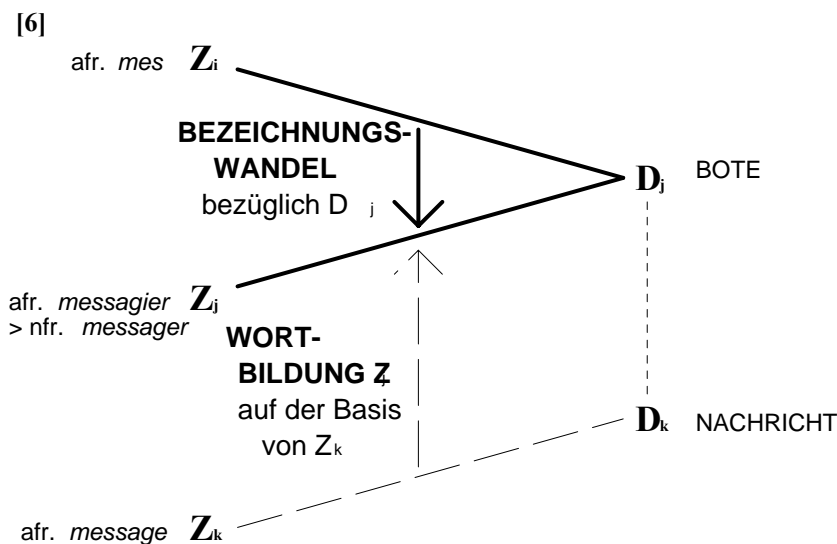 [6]
afr. mes Zi
BEZEICHNUNGS-
WANDEL
bezüglich D j
Dj BOTE
afr. messagier Zj
> nfr. messager
WORT-
BILDUNG Zj
auf der Basis
von Zk
Dk NACHRICHT
afr. message Zk